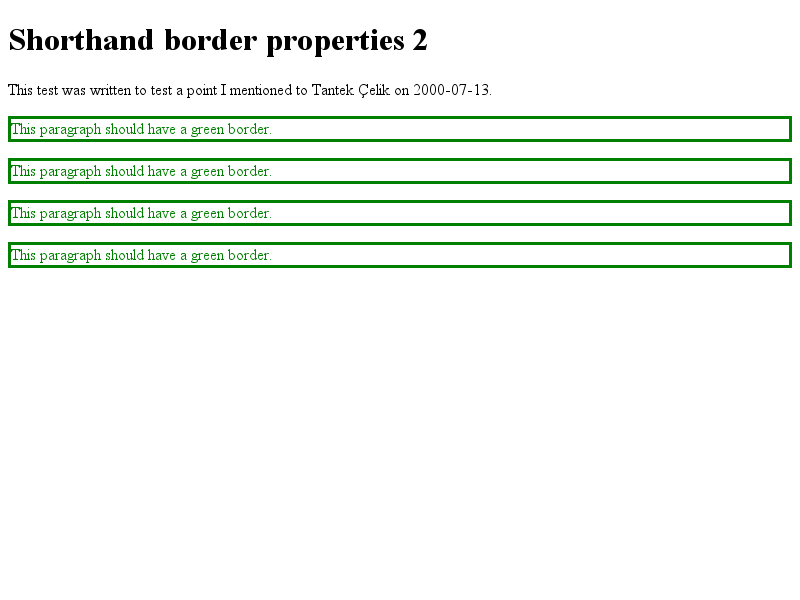 Shorthand border properties 2
This test was written to test a point I mentioned to Tantek Çelik on 2000-07-13.
This paragraph should have a green border.
This paragraph should have a green border.
This paragraph should have a green border.
This paragraph should have a green border.